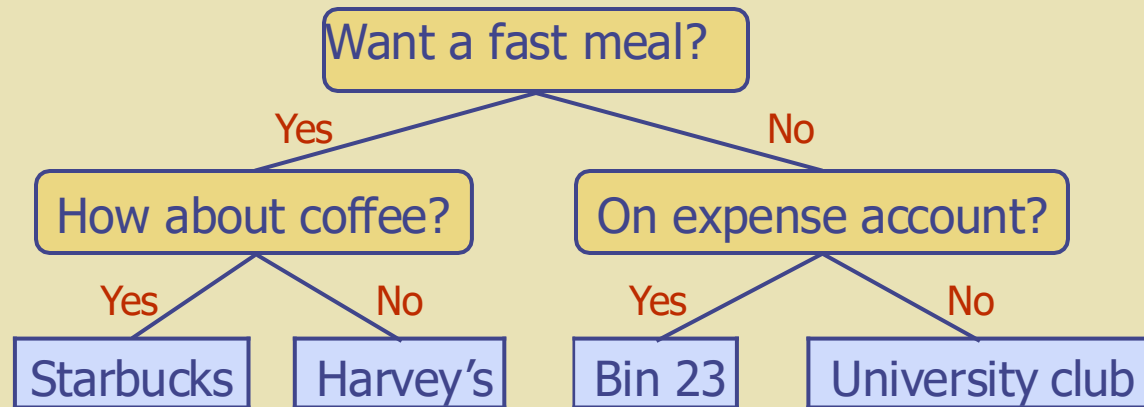 Want a fast meal?
Yes
No
How about coffee?
On expense account?
Yes
No
Yes
No
Starbucks
Harvey’s
Bin 23
University club